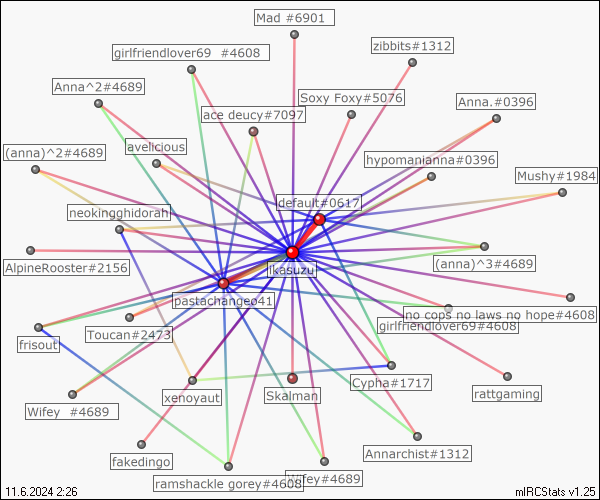 Mad #6901
zibbits#1312
girlfriendlover69 #4608
Anna^2#4689
Soxy Foxy#5076
Anna.#0396
ace deucy#7097
avelicious
(anna)^2#4689
hypomanianna#0396
Mushy#1984
default#0617
neokingghidorah
AlpineRooster#2156
ikasuzu
(anna)^3#4689
pastachangeo41
no cops no laws no hope#4608
girlfriendlover69#4608
Toucan#2473
frisout
Cypha#1717
xenoyaut
Skalman
rattgaming
Wifey #4689
Annarchist#1312
fakedingo
Wifey#4689
ramshackle gorey#4608
11.6.2024 2:26
mIRCStats v1.25